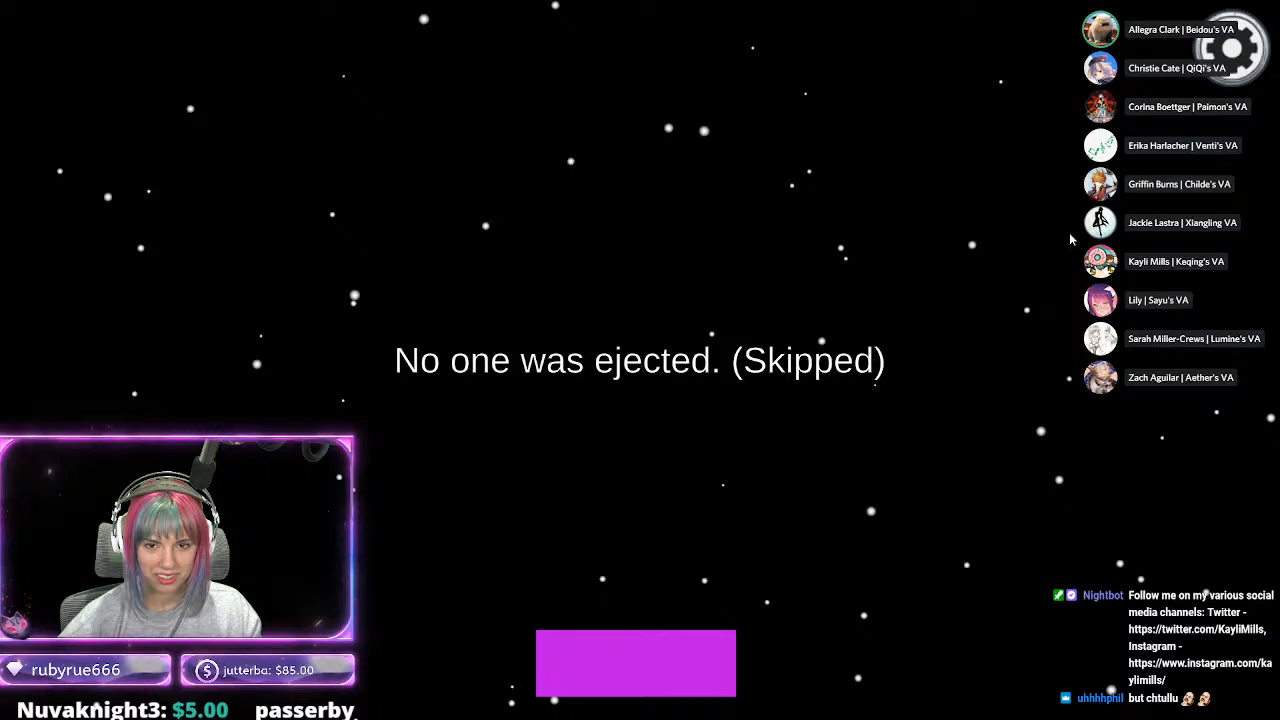 Allegra Clark | Beidou's VA
Christie Cate | QiQi's VA
Corina Boettger | Paimon's VA
Erika Harlacher | Venti's VA
Griffin Burns | Childe's VA
Jackie Lastra | Xiangling VA
Kayli Mills | Keqing's VA
Lily | Sayu's VA
Sarah Miller-Crews | Lumine's VA
Zach Aguilar | Aether's VA
No one was ejected. (Skipped)
Nightbot Follow me on my various social
media channels: Twitter -
https://twitter.com/KayliMills,
Instagram -
https://www.instagram.com/ka
ylimills/
uhhhhphil but chtullu
rubyrue666
$ jutterba: $85.00
Nuvaknight3: $5.00 passerby